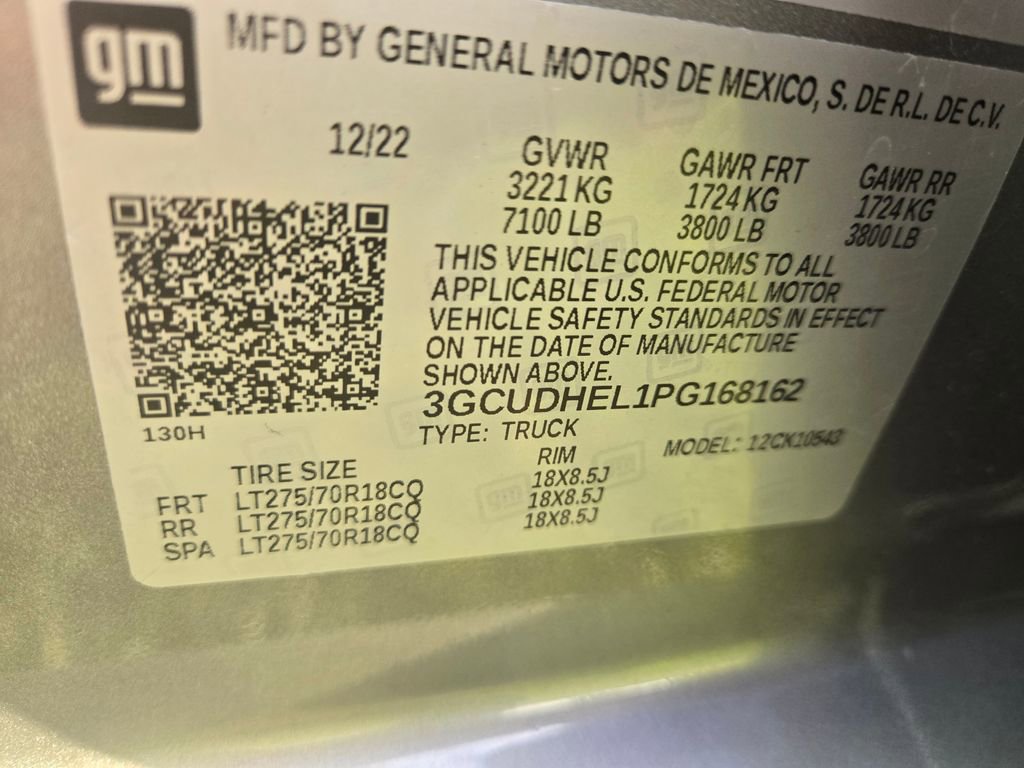 gm
MFD BY GENERAL MOTORS DE MEXICO, S. DE R.L. DE C.V.
12/22
GVWR GAWR FRT GAWR RR
3221 KG 1724 KG 1724 KG
7100 LB 3800 LB 3800 LB
THIS VEHICLE CONFORMS TO ALL
APPLICABLE U.S. FEDERAL MOTOR
VEHICLE SAFETY STANDARDS IN EFFECT
ON THE DATE OF MANUFACTURE
SHOWN ABOVE.
3GCUDHEL1PG168162
130H
TYPE: TRUCK MODEL: 12CK10543
TIRE SIZE RIM
FRT LT275/70R18CQ 18X8.5J
RR LT275/70R18CQ 18X8.5J
SPA LT275/70R18CQ 18X8.5J